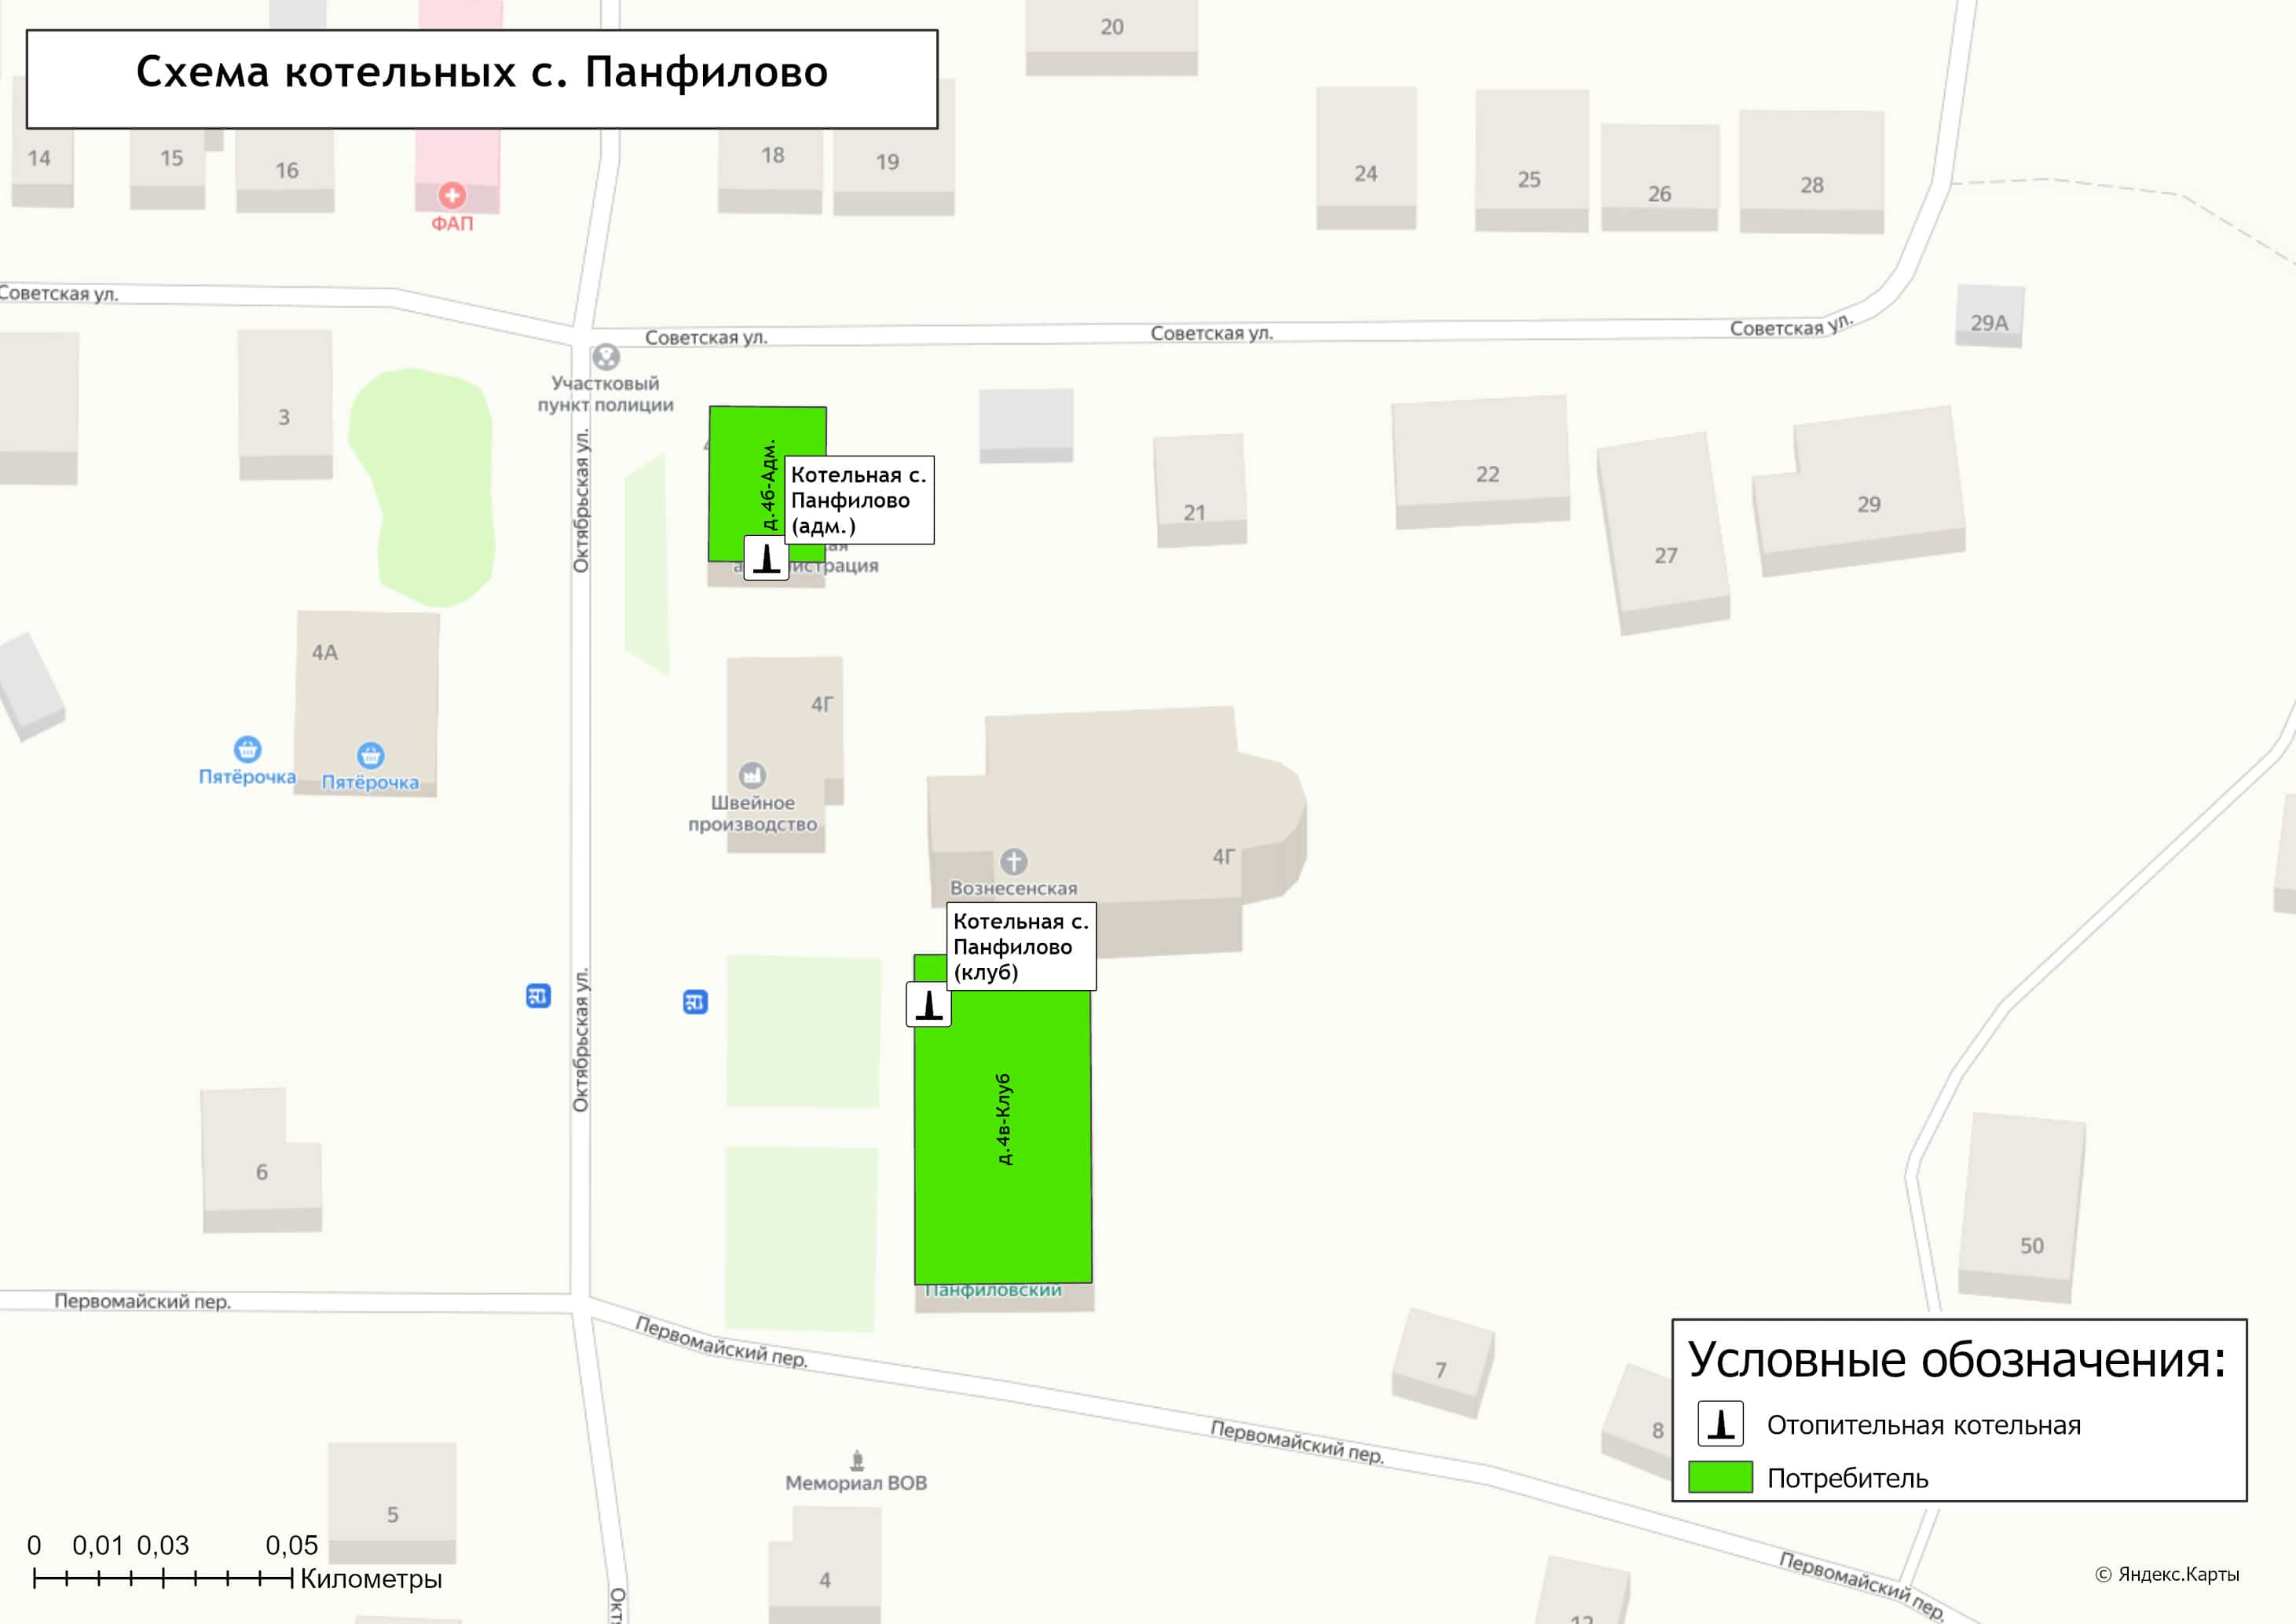 Схема котельных с. Панфилово
20
14
15
16
ФАП
18
19
24
25
26
28
Советская ул.
Советская ул.
Советская ул.
Советская ул.
29А
Участковый
пункт полиции
3
Октябрьская ул.
д.4б-Адм.
Котельная с.
Панфилово
(адм.)
21
22
27
29
4А
Пятёрочка
Пятёрочка
4Г
Швейное
производство
4Г
Вознесенская
Котельная с.
Панфилово
(клуб)
Октябрьская ул.
д.4в-Клуб
Панфиловский
6
50
Первомайский пер.
Первомайский пер.
Первомайский пер.
Первомайский пер.
7
8
Мемориал ВОВ
5
4
Условные обозначения:
Отопительная котельная
Потребитель
0 0,01 0,03 0,05
Километры
© Яндекс.Карты